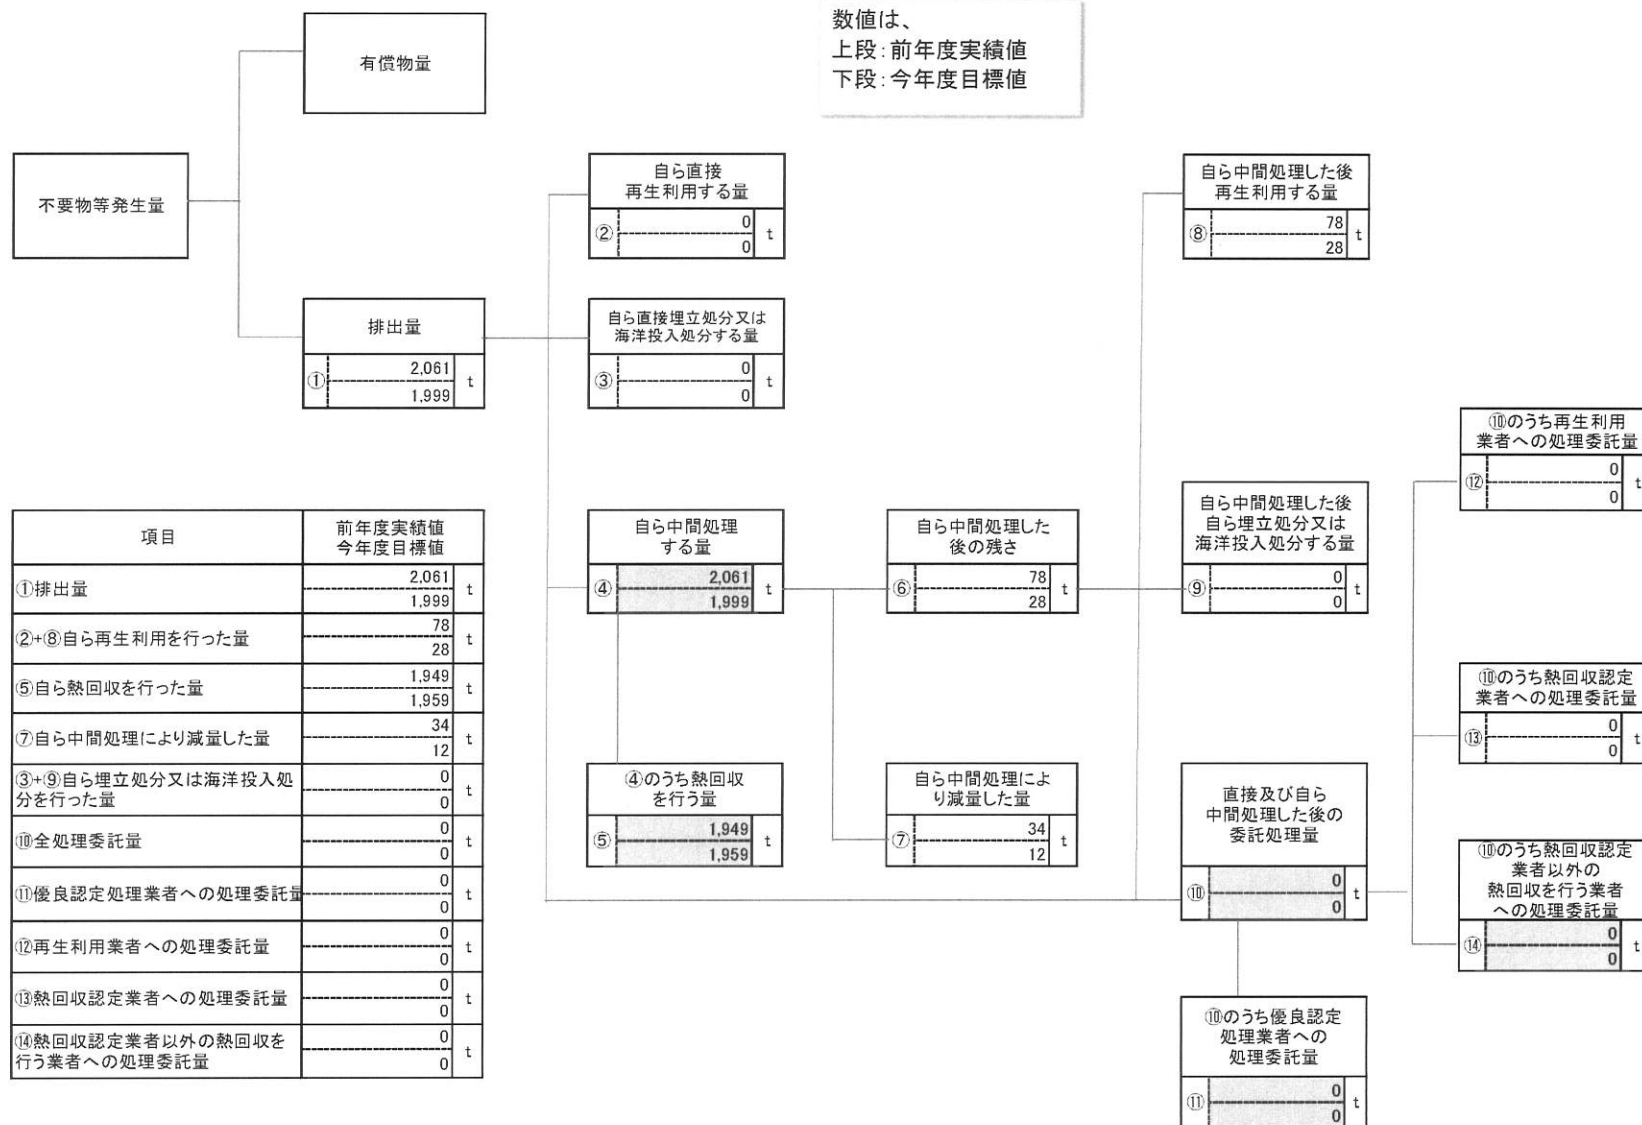 数値は、
上段：前年度実績値
下段：今年度目標値
有償物量
不要物等発生量
排出量
①
2,061
1,999
t
自ら直接
再生利用する量
②
0
0
t
自ら直接埋立処分又は
海洋投入処分する量
③
0
0
t
自ら中間処理
する量
④
2,061
1,999
t
④のうち熱回収
を行う量
⑤
1,949
1,959
t
自ら中間処理した
後の残さ
⑥
78
28
t
自ら中間処理によ
り減量した量
⑦
34
12
t
自ら中間処理した後
再生利用する量
⑧
78
28
t
自ら中間処理した後
自ら埋立処分又は
海洋投入処分する量
⑨
0
0
t
直接及び自ら
中間処理した後の
委託処理量
⑩
0
0
t
⑩のうち優良認定
処理業者への
処理委託量
⑪
0
0
t
⑩のうち再生利用
業者への処理委託量
⑫
0
0
t
⑩のうち熱回収認定
業者への処理委託量
⑬
0
0
t
⑩のうち熱回収認定
業者以外の
熱回収を行う業者
への処理委託量
⑭
0
0
t
項目
前年度実績値
今年度目標値
①排出量
2,061
1,999
t
②+⑧自ら再生利用を行った量
78
28
t
⑤自ら熱回収を行った量
1,949
1,959
t
⑦自ら中間処理により減量した量
34
12
t
③+⑨自ら埋立処分又は海洋投入処
分を行った量
0
0
t
⑩全処理委託量
0
0
t
⑪優良認定処理業者への処理委託量
0
0
t
⑫再生利用業者への処理委託量
0
0
t
⑬熱回収認定業者への処理委託量
0
0
t
⑭熱回収認定業者以外の熱回収を
行う業者への処理委託量
0
0
t